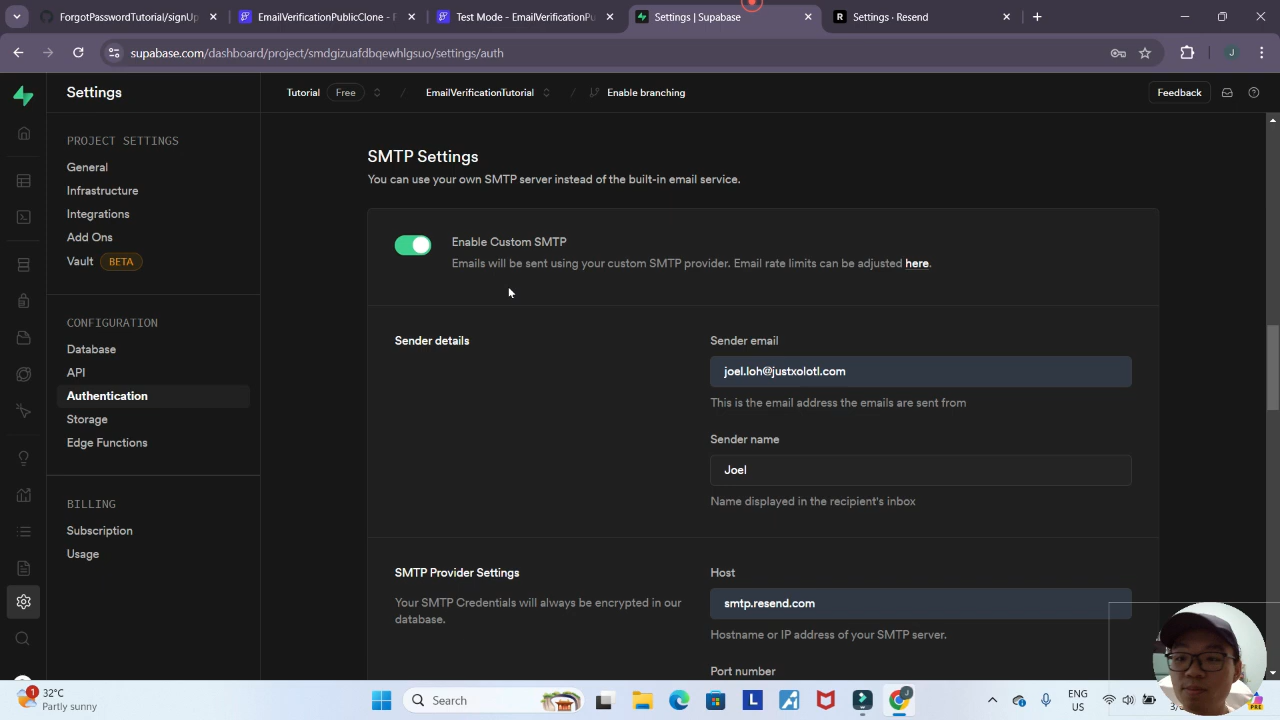 ForgotPasswordTutorial/signUp
EmailVerificationPublicClone - F
Test Mode - EmailVerificationPu
Settings | Supabase
Settings · Resend
supabase.com/dashboard/project/smdgizuafdbqewhlgsuo/settings/auth
J
Settings
Tutorial
Free
/
EmailVerificationTutorial
/
Enable branching
Feedback
PROJECT SETTINGS
General
Infrastructure
Integrations
Add Ons
Vault BETA
CONFIGURATION
Database
API
Authentication
Storage
Edge Functions
BILLING
Subscription
Usage
SMTP Settings
You can use your own SMTP server instead of the built-in email service.
Enable Custom SMTP
Emails will be sent using your custom SMTP provider. Email rate limits can be adjusted here.
Sender details
Sender email
joel.loh@justxolotl.com
This is the email address the emails are sent from
Sender name
Joel
Name displayed in the recipient's inbox
SMTP Provider Settings
Your SMTP Credentials will always be encrypted in our
database.
Host
smtp.resend.com
Hostname or IP address of your SMTP server.
Port number
1
32°C
Partly sunny
Search
ENG
US
PRE